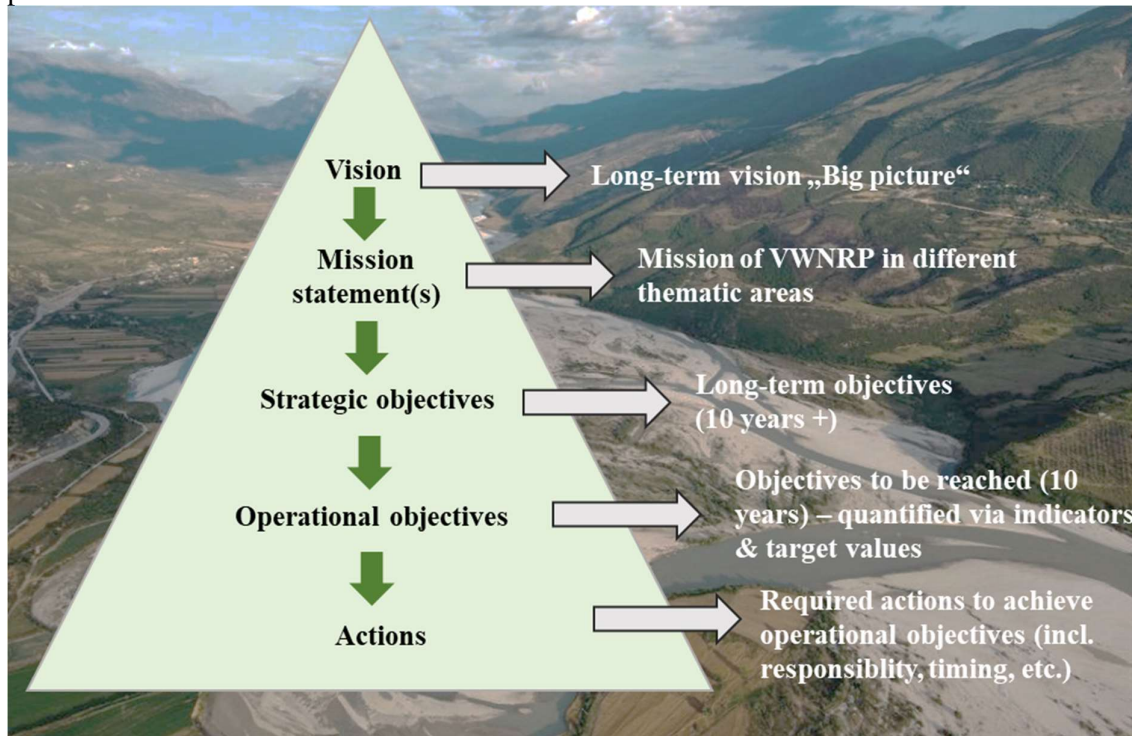 Vision
Long-term vision „Big picture“
Mission
statement(s)
Mission of VWNRP in different
thematic areas
Strategic objectives
Long-term objectives
(10 years +)
Operational objectives
Objectives to be reached (10
years) – quantified via indicators
& target values
Actions
Required actions to achieve
operational objectives (incl.
responsiblity, timing, etc.)